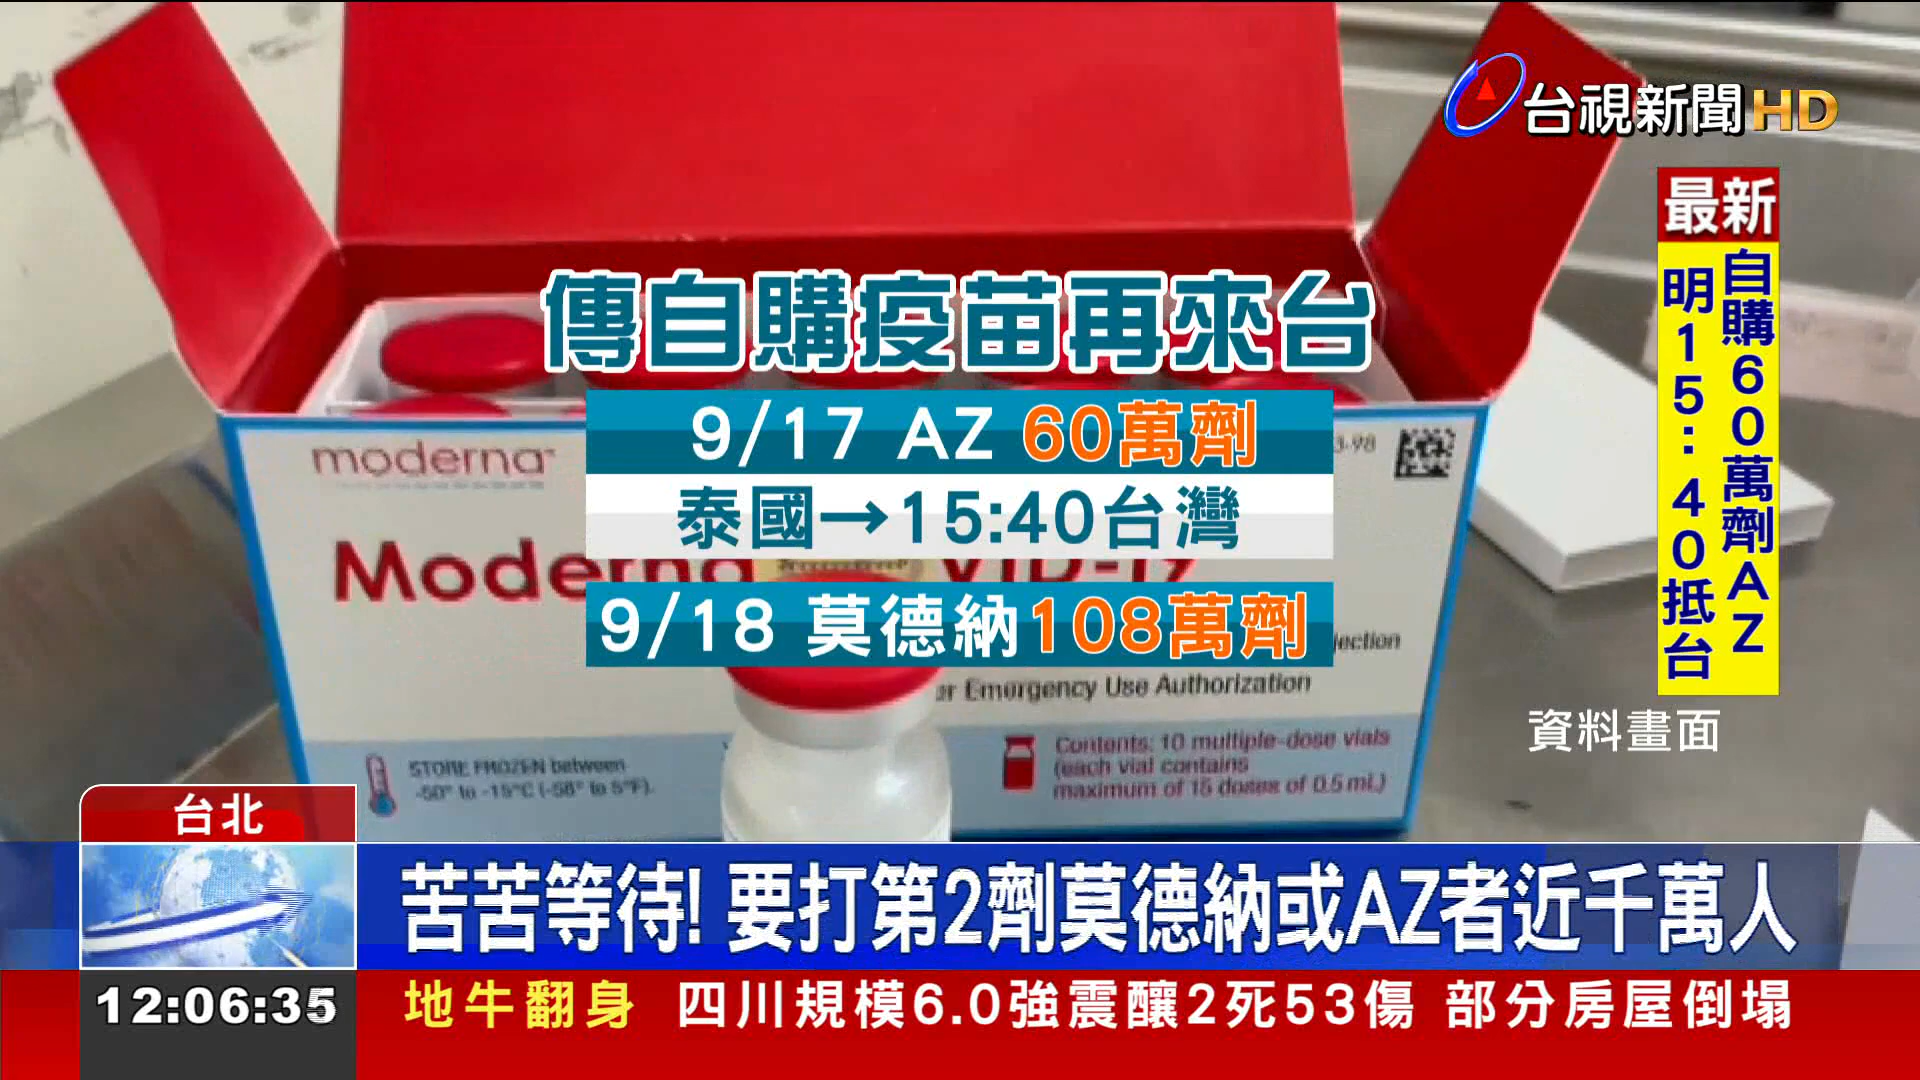 台視新聞HD
最新
自購60萬劑AZ
明15：40抵台
資料畫面
傳自購疫苗再來台
9/17 AZ 60萬劑
泰國→15:40台灣
9/18 莫德納108萬劑
3-98
moderna
Moderna
VID-19
jection
er Emergency Use Authorization
STORE FROZEN between
-50° to -15°C (-58° to 5°F).
Contents: 10 multiple-dose vials
(each vial contains
maximum of 15 doses of 0.5 mL)
台北
苦苦等待! 要打第2劑莫德納或AZ者近千萬人
12:06:35
地牛翻身 四川規模6.0強震釀2死53傷 部分房屋倒塌